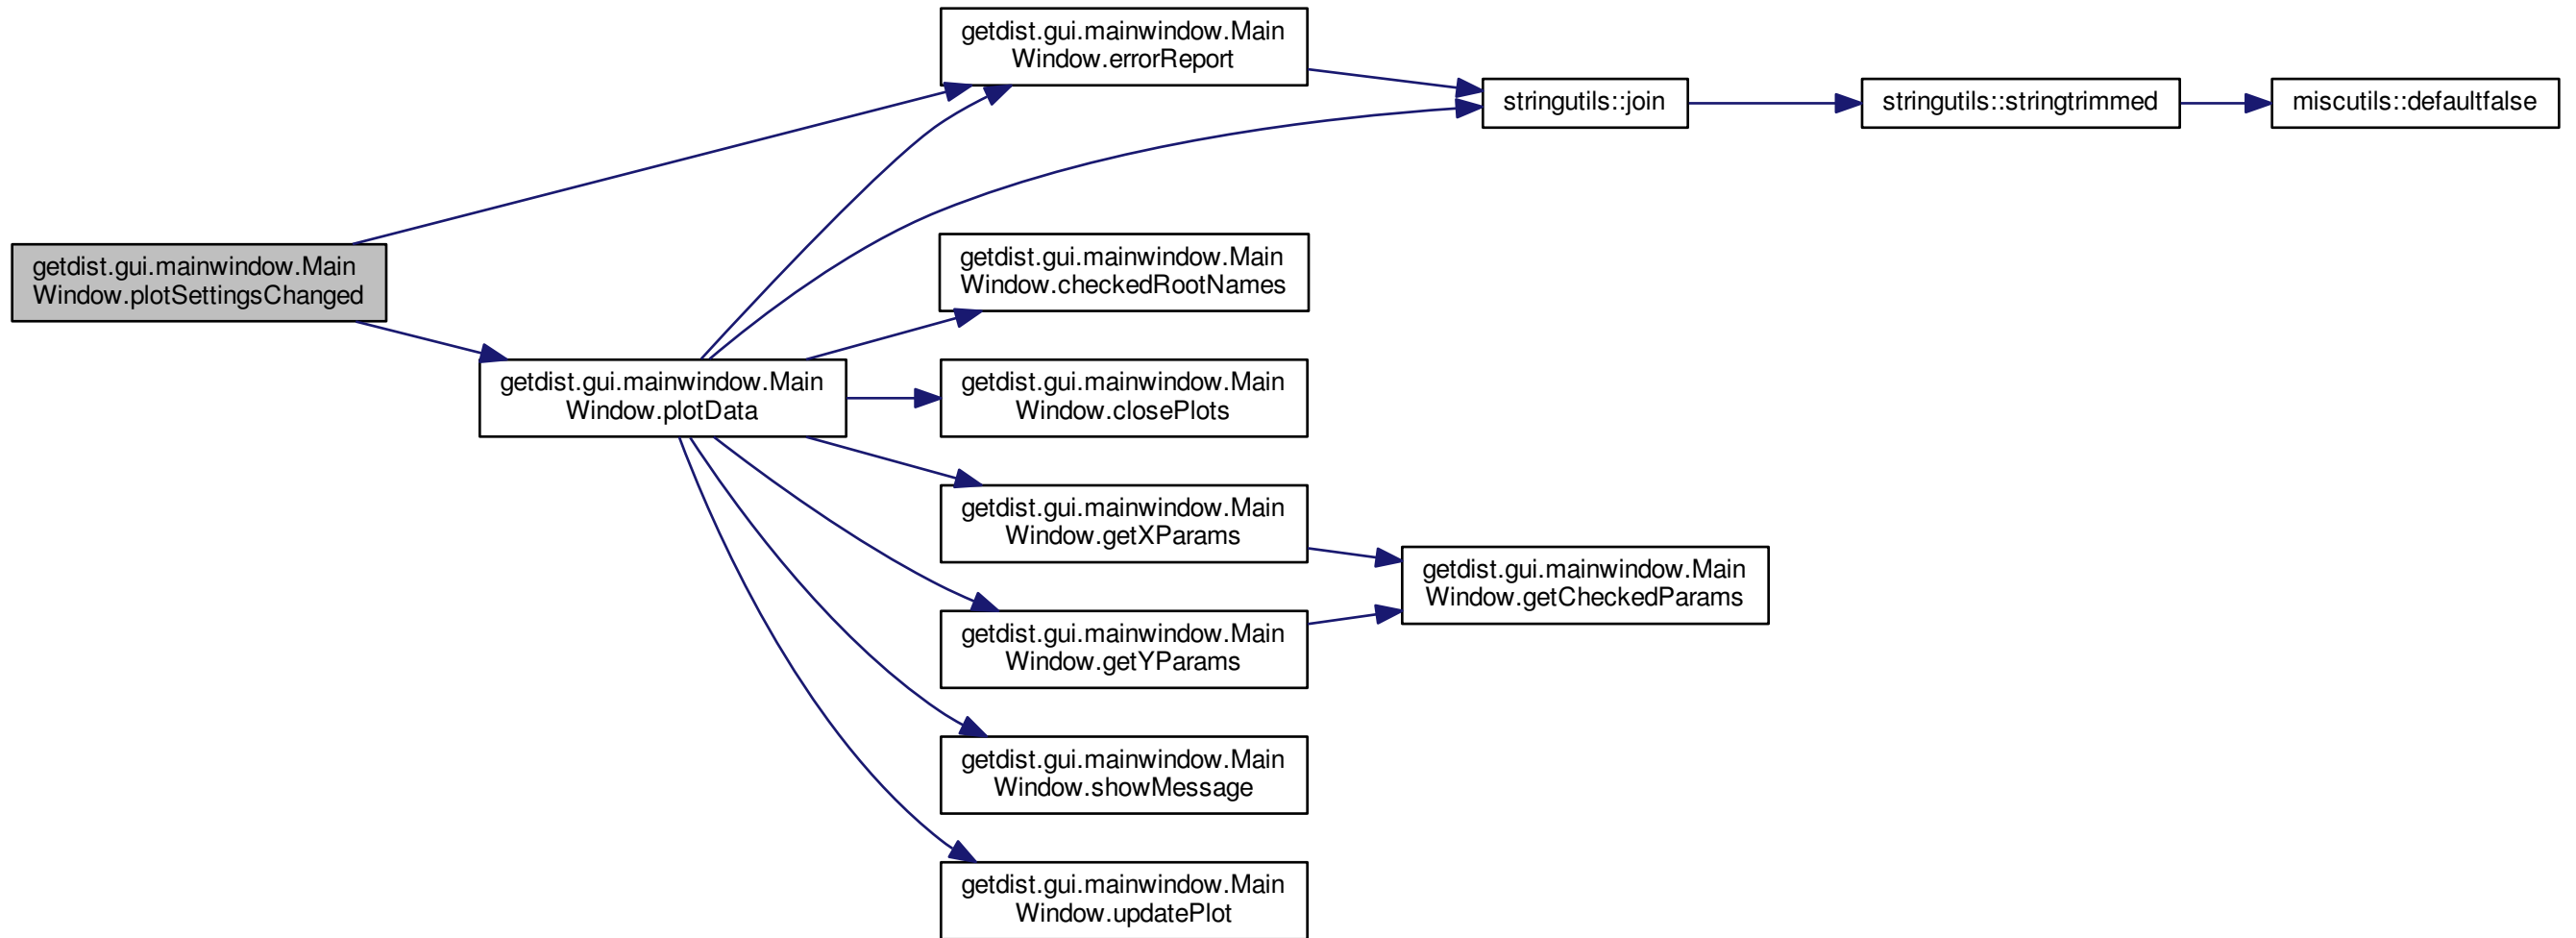 getdist.gui.mainwindow.Main
Window.errorReport
stringutils::join
stringutils::stringtrimmed
miscutils::defaultfalse
getdist.gui.mainwindow.Main
Window.plotSettingsChanged
getdist.gui.mainwindow.Main
Window.checkedRootNames
getdist.gui.mainwindow.Main
Window.plotData
getdist.gui.mainwindow.Main
Window.closePlots
getdist.gui.mainwindow.Main
Window.getXParams
getdist.gui.mainwindow.Main
Window.getCheckedParams
getdist.gui.mainwindow.Main
Window.getYParams
getdist.gui.mainwindow.Main
Window.showMessage
getdist.gui.mainwindow.Main
Window.updatePlot